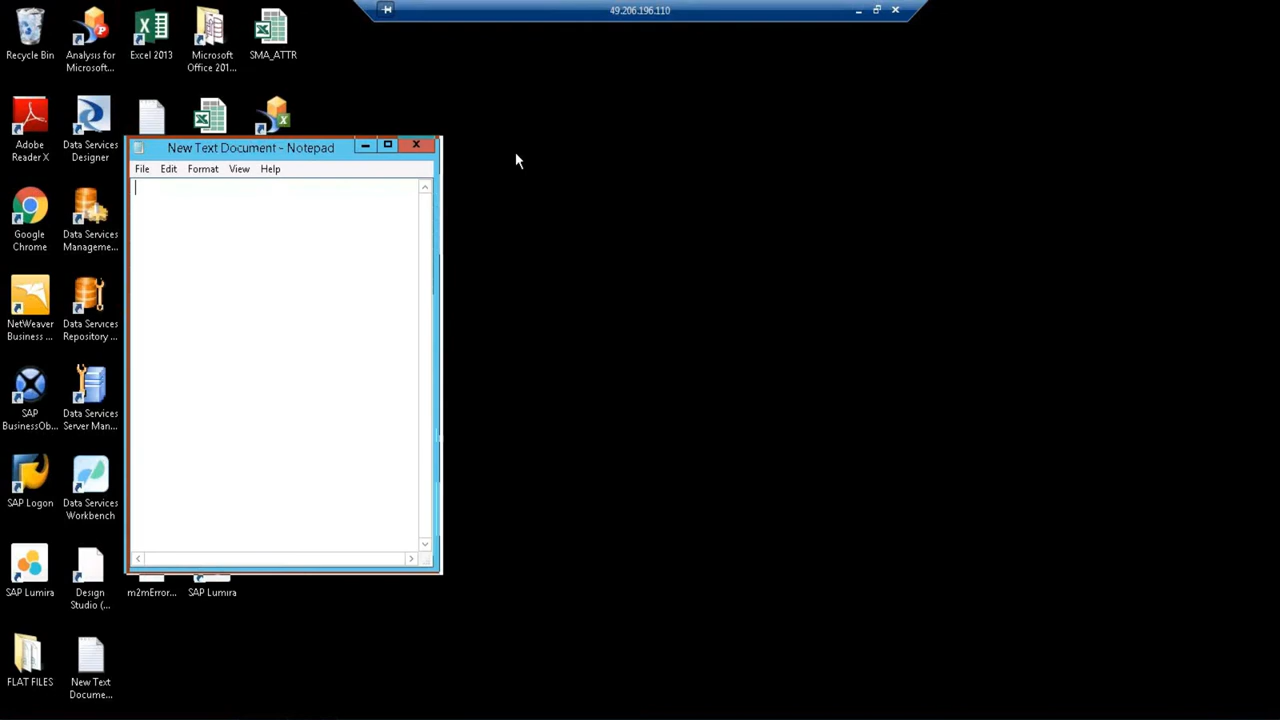 49.206.196.110
Recycle Bin
Analysis for
Microsoft...
Excel 2013
Microsoft
Office 201...
SMA_ATTR
Adobe
Reader X
Data Services
Designer
New Text Document - Notepad
File Edit Format View Help
Google
Chrome
Data Services
Manageme...
NetWeaver
Business ...
Data Services
Repository ...
SAP
BusinessOb...
Data Services
Server Man...
SAP Logon
Data Services
Workbench
SAP Lumira
Design
Studio (...
m2mError...
SAP Lumira
FLAT FILES
New Text
Docume...